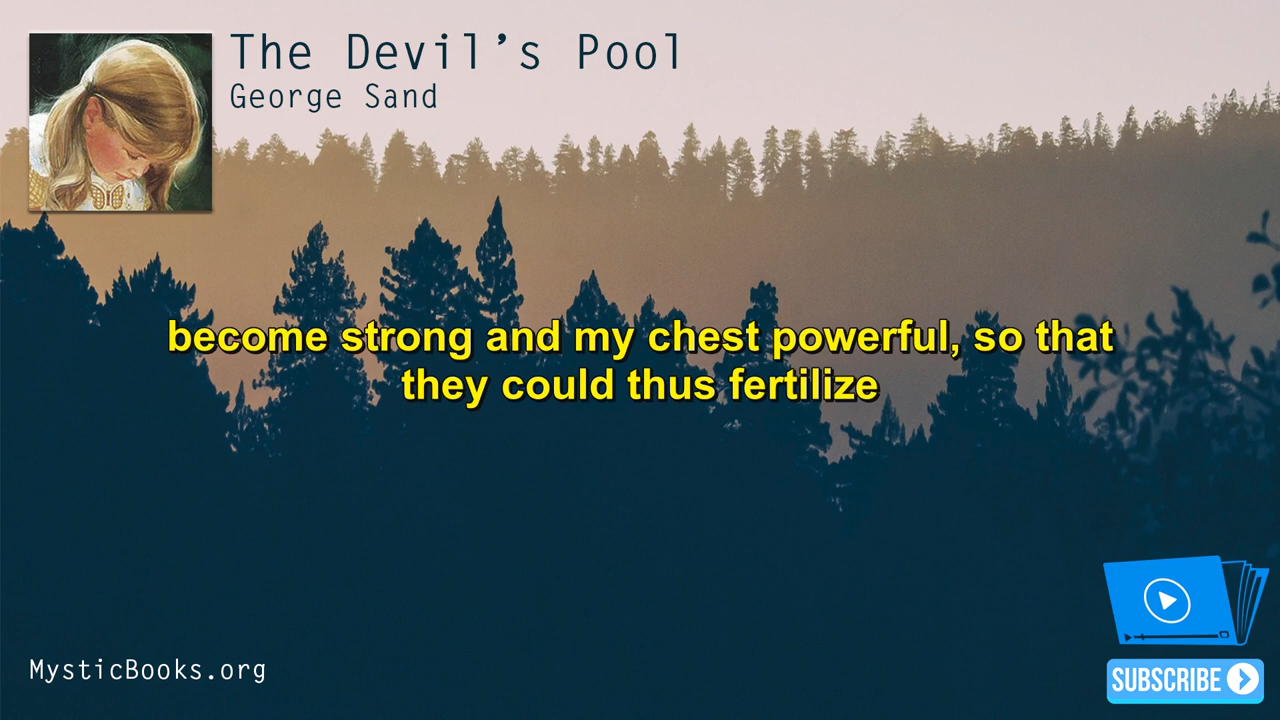 The Devil's Pool
George Sand
become strong and my chest powerful, so that
they could thus fertilize
MysticBooks.org
SUBSCRIBE